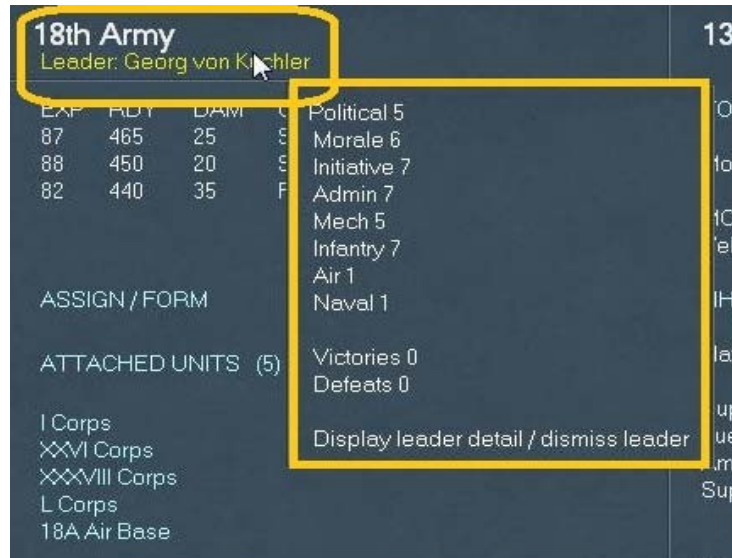 18th Army
Leader: Georg von Kuchler
EXP RDY DAM
87 465 25
88 450 20
82 440 35
ASSIGN / FORM
ATTACHED UNITS (5)
I Corps
XXVI Corps
XXXVIII Corps
L Corps
18A Air Base
Political 5
Morale 6
Initiative 7
Admin 7
Mech 5
Infantry 7
Air 1
Naval 1
Victories 0
Defeats 0
Display leader detail / dismiss leader
13